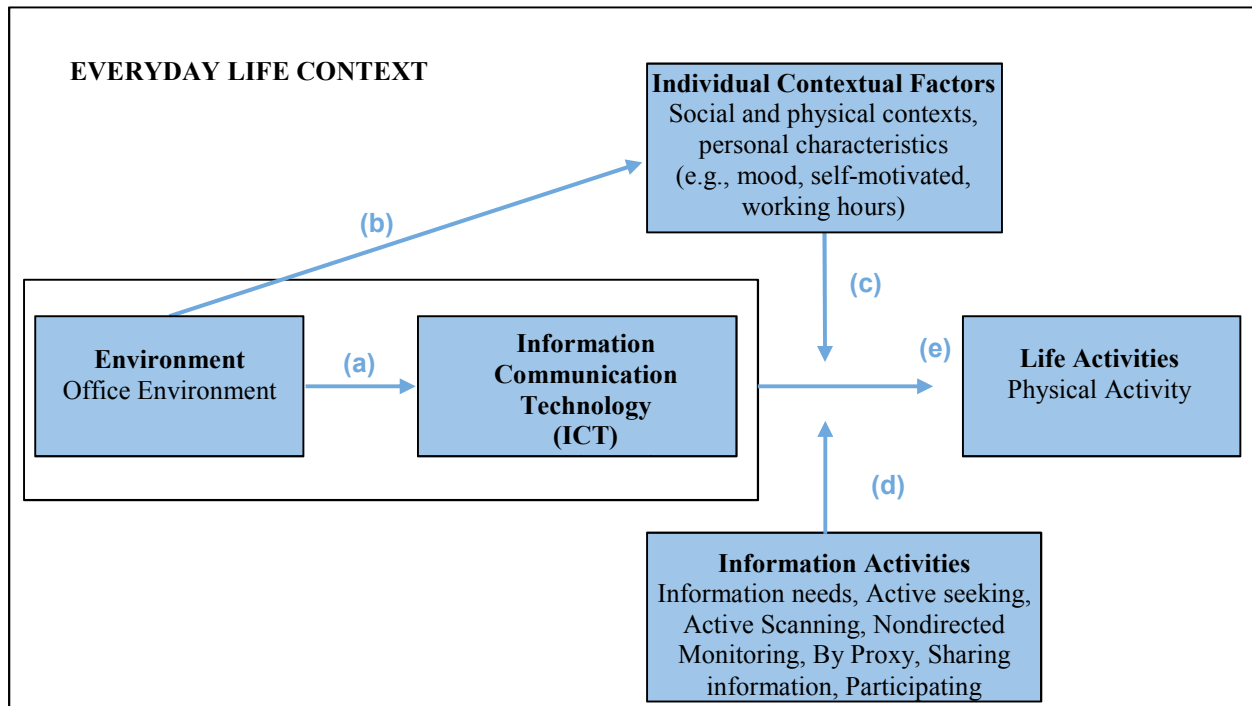 EVERYDAY LIFE CONTEXT
Individual Contextual Factors
Social and physical contexts,
personal characteristics
(e.g., mood, self-motivated,
working hours)
(b)
(c)
Environment
Office Environment
(a)
Information
Communication
Technology
(ICT)
(e)
Life Activities
Physical Activity
(d)
Information Activities
Information needs, Active seeking,
Active Scanning, Nondirected
Monitoring, By Proxy, Sharing
information, Participating